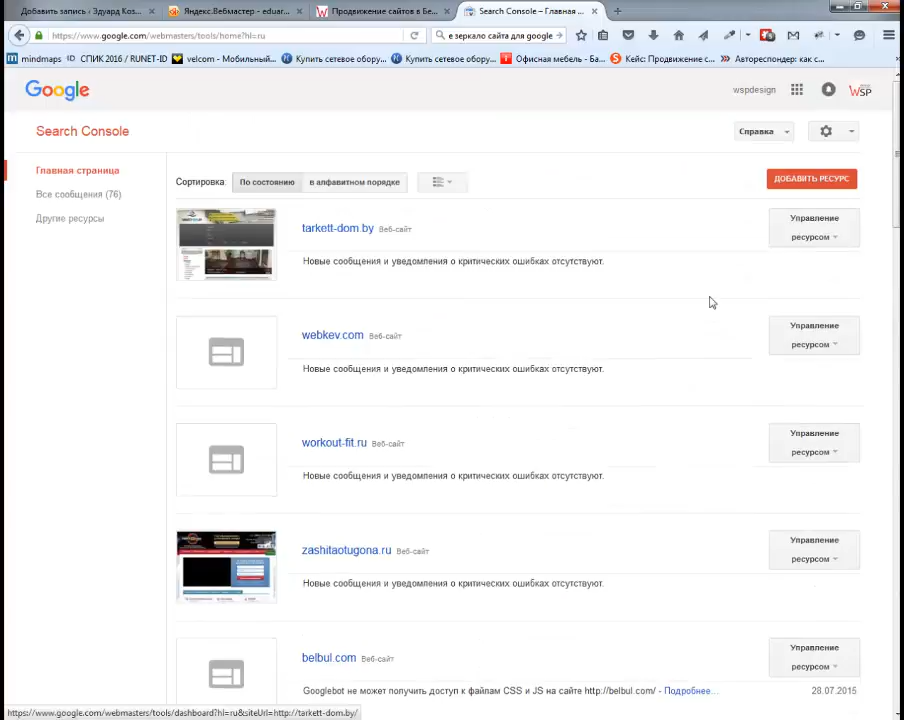 Добавить запись ‹ Эдуард Коз...
Яндекс.Вебмастер - eduar...
Продвижение сайтов в Бе...
Search Console – Главная ...
https://www.google.com/webmasters/tools/home?hl=ru
е зеркало сайта для google
mindmaps
СПИК 2016 / RUNET-ID
velcom - Мобильный...
Купить сетевое обору...
Купить сетевое обору...
Офисная мебель - Ба...
Кейс: Продвижение с...
Автореспондер: как с...
Google
wspdesign
WSP
Search Console
Справка
Главная страница
Все сообщения (76)
Другие ресурсы
Сортировка:
По состоянию
в алфавитном порядке
ДОБАВИТЬ РЕСУРС
tarkett-dom.by Веб-сайт
Новые сообщения и уведомления о критических ошибках отсутствуют.
Управление
ресурсом
webkev.com Веб-сайт
Новые сообщения и уведомления о критических ошибках отсутствуют.
Управление
ресурсом
workout-fit.ru Веб-сайт
Новые сообщения и уведомления о критических ошибках отсутствуют.
Управление
ресурсом
zashitaotugona.ru Веб-сайт
Новые сообщения и уведомления о критических ошибках отсутствуют.
Управление
ресурсом
belbul.com Веб-сайт
Googlebot не может получить доступ к файлам CSS и JS на сайте http://belbul.com/ - Подробнее...
28.07.2015
Управление
ресурсом
https://www.google.com/webmasters/tools/dashboard?hl=ru&siteUrl=http://tarkett-dom.by/